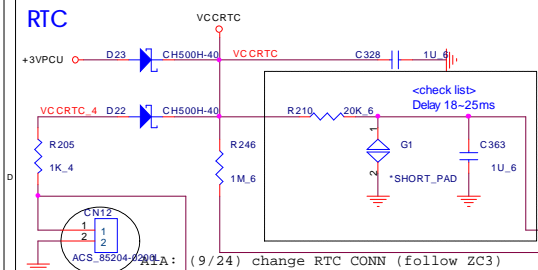 RTC
VCCRTC
+3VPCU
D23
CH500H-40
VCCRTC
C328
1U_6
<check list>
Delay 18~25ms
VCCRTC_4
D22
CH500H-40
R210
20K_6
1
G1
C363
R205
R246
1K_4
1M_6
2
*SHORT_PAD
1U_6
D
CN12
1
1
2
2
ACS_85204-0200L
A1A: (9/24) change RTC CONN (follow ZC3)